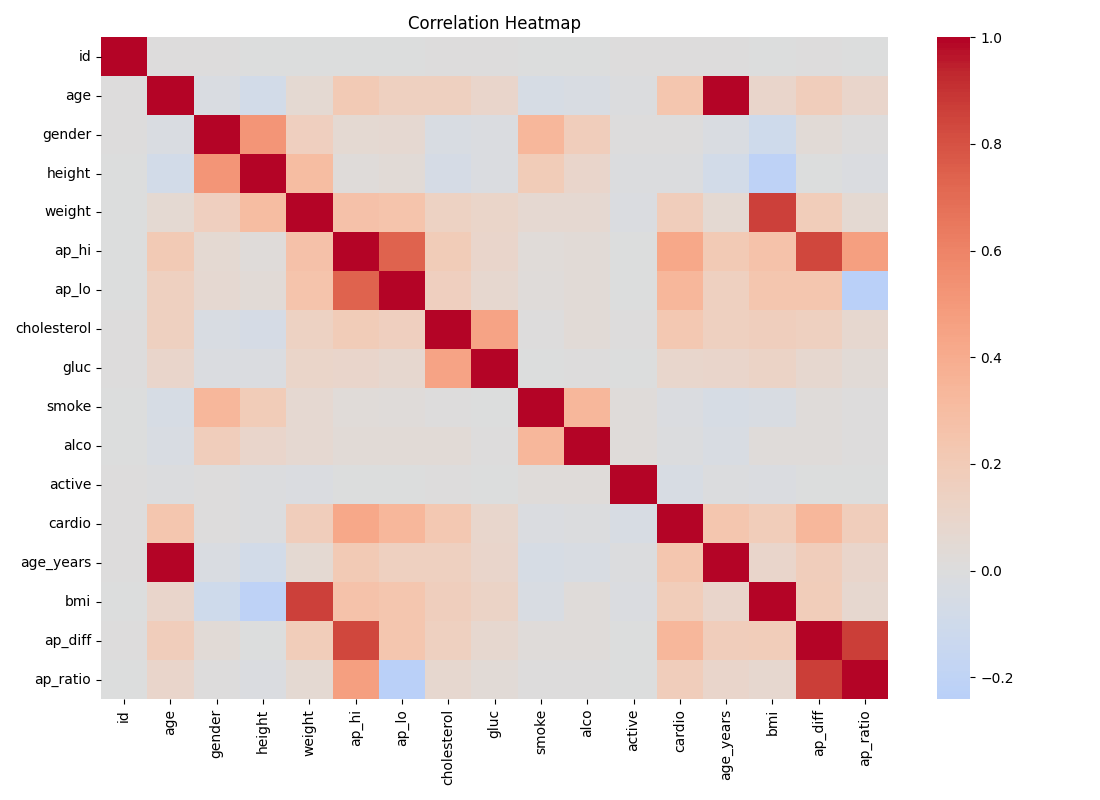 Correlation Heatmap
id
age
gender
height
weight
ap_hi
ap_lo
cholesterol
gluc
smoke
alco
active
cardio
age_years
bmi
ap_diff
ap_ratio
id
age
gender
height
weight
ap_hi
ap_lo
cholesterol
gluc
smoke
alco
active
cardio
age_years
bmi
ap_diff
ap_ratio
1.0
0.8
0.6
0.4
0.2
0.0
−0.2